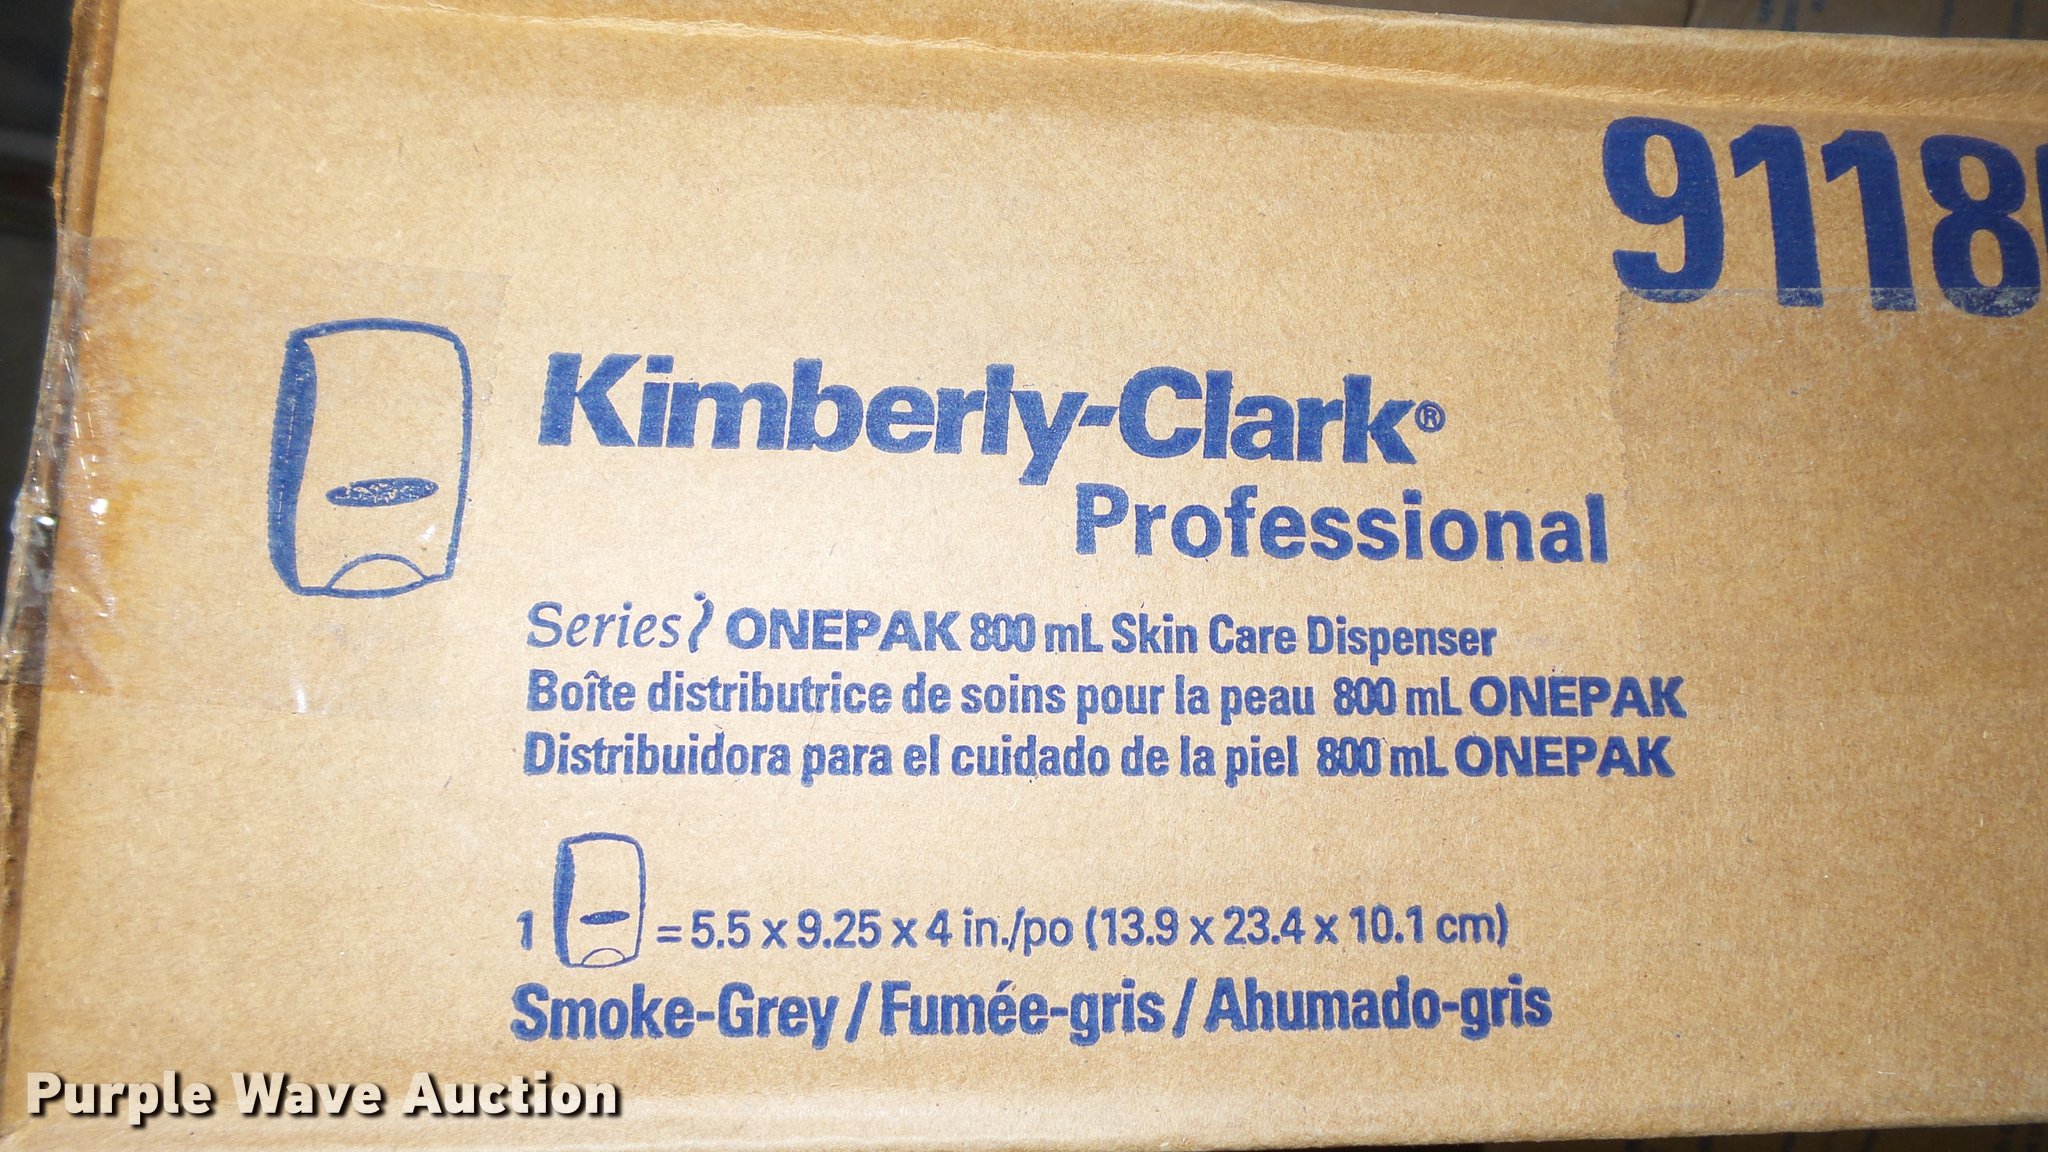 Kimberly-Clark®
Professional
Series i ONEPAK 800 mL Skin Care Dispenser
Boîte distributrice de soins pour la peau 800 mL ONEPAK
Distribuidora para el cuidado de la piel 800 mL ONEPAK
1 = 5.5 x 9.25 x 4 in./po (13.9 x 23.4 x 10.1 cm)
Smoke-Grey / Fumée-gris / Ahumado-gris
Purple Wave Auction